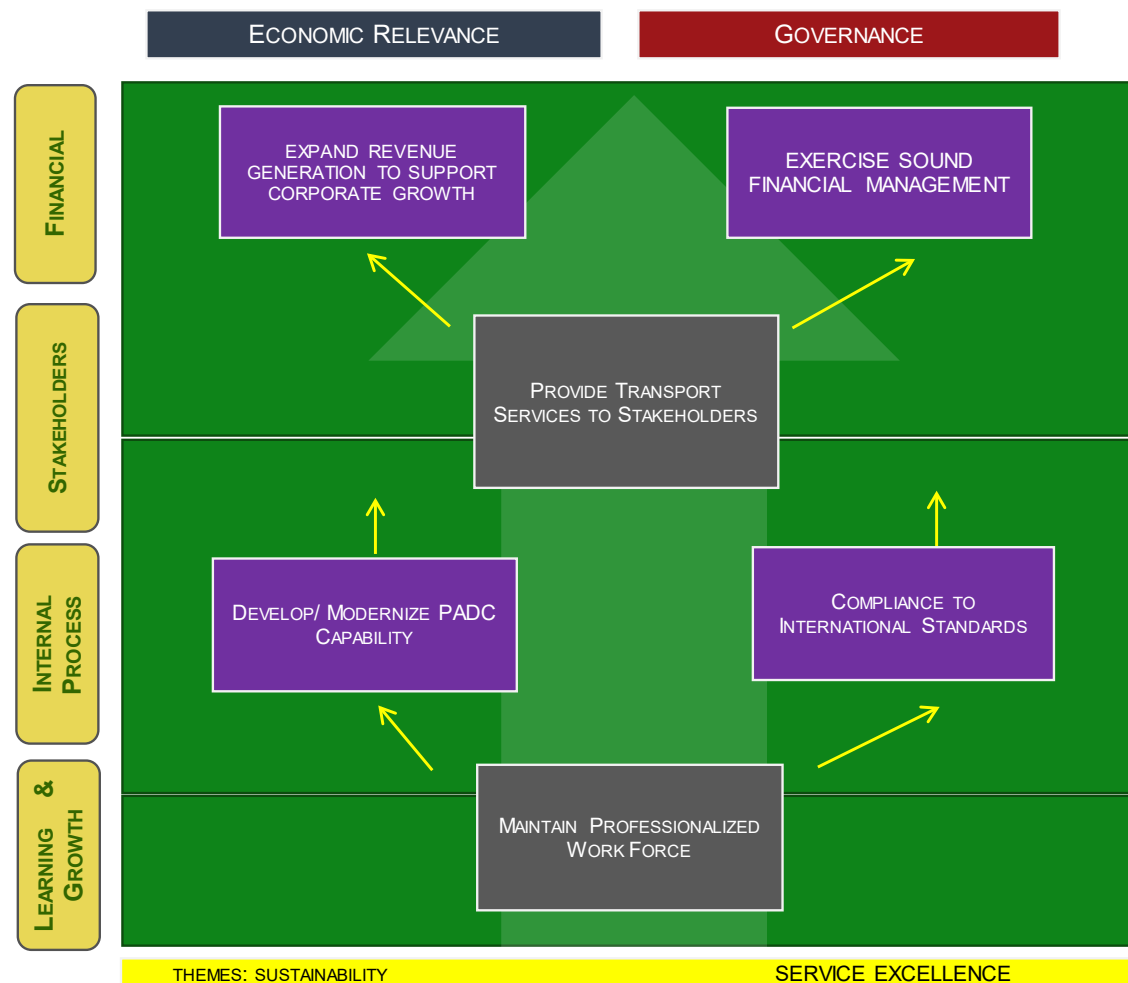 Economic Relevance
Governance
Financial
EXPAND REVENUE
GENERATION TO SUPPORT
CORPORATE GROWTH
EXERCISE SOUND
FINANCIAL MANAGEMENT
Stakeholders
Provide Transport
Services to Stakeholders
Internal
Process
Develop/ Modernize PADC
Capability
Compliance to
International Standards
Learning &
Growth
Maintain Professionalized
Work Force
THEMES: SUSTAINABILITY
SERVICE EXCELLENCE